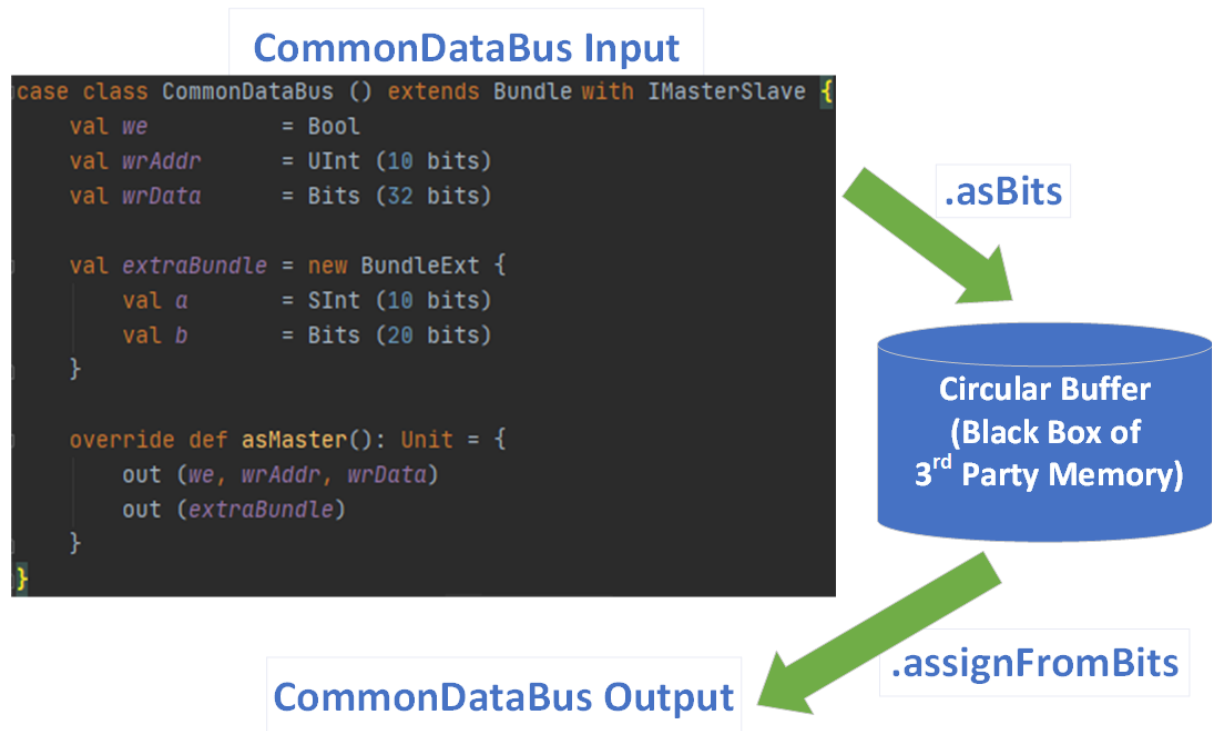 CommonDataBus Input
case class CommonDataBus () extends Bundle with IMasterSlave {
    val we          = Bool
    val wrAddr      = UInt (10 bits)
    val wrData      = Bits (32 bits)
    val extraBundle = new BundleExt {
        val a       = SInt (10 bits)
        val b       = Bits (20 bits)
    }
    override def asMaster(): Unit = {
        out (we, wrAddr, wrData)
        out (extraBundle)
    }
}
.asBits
Circular Buffer
(Black Box of
3rd Party Memory)
.assignFromBits
CommonDataBus Output